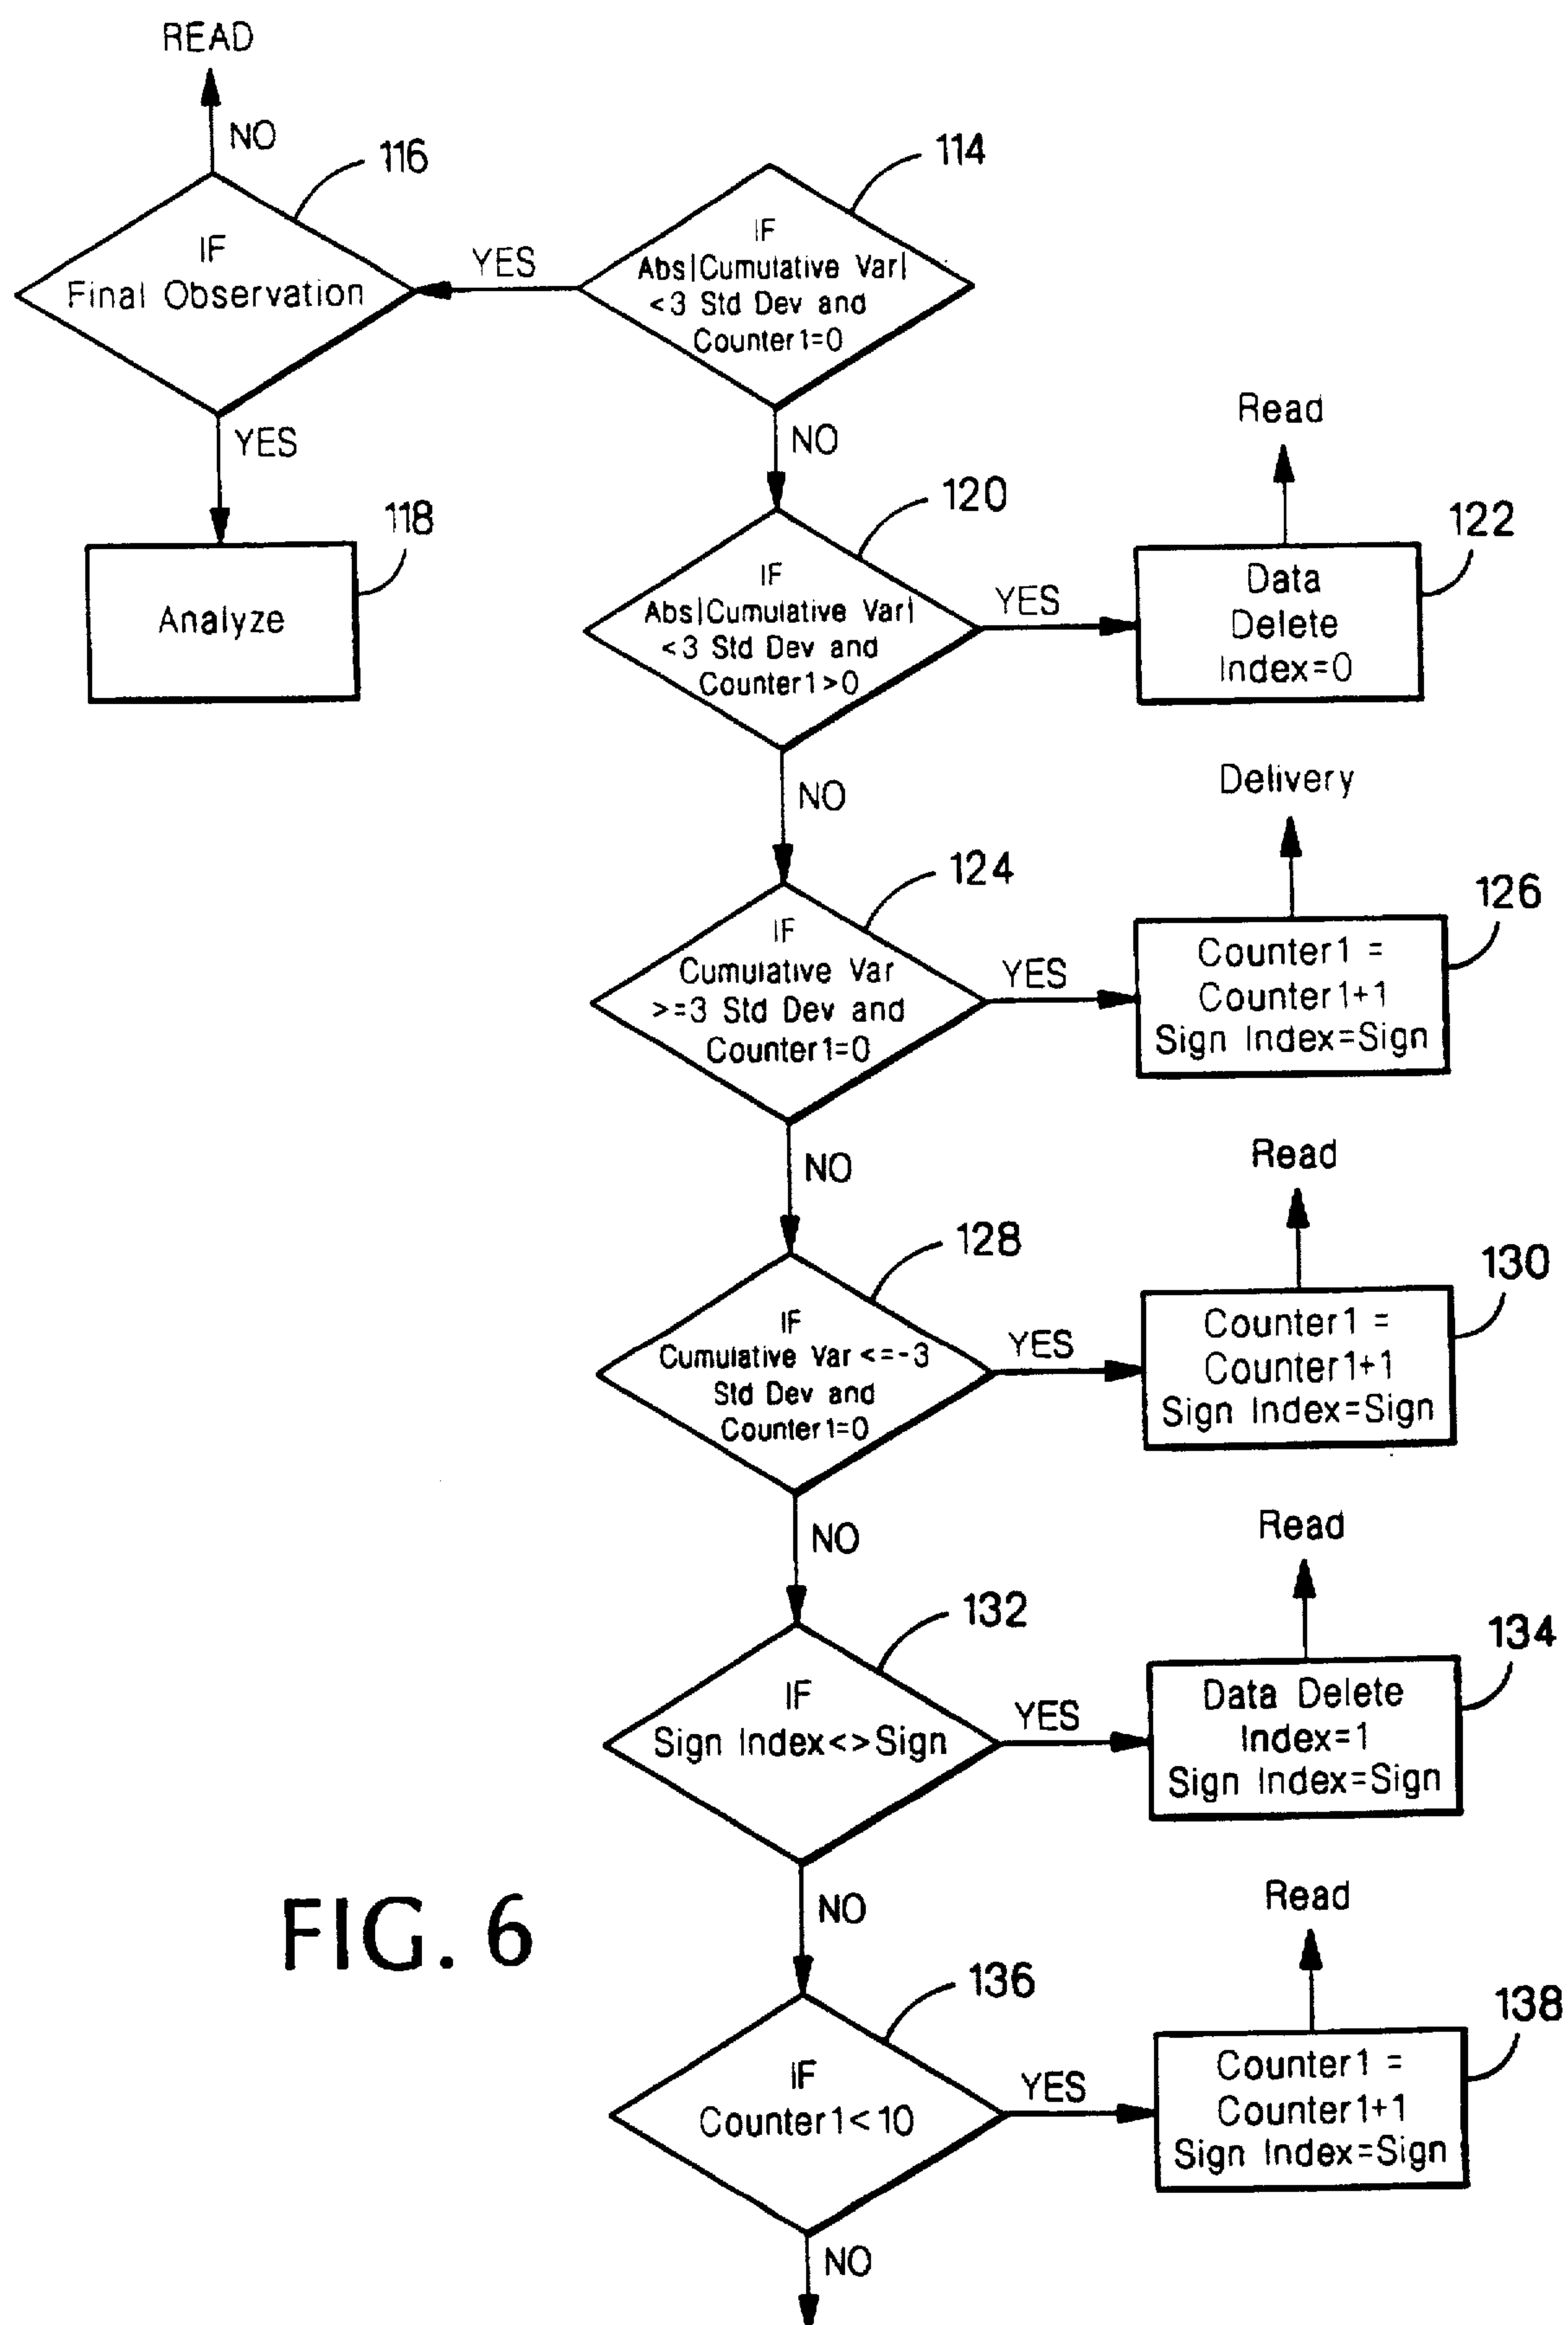 READ
NO
116
114
IF
Final Observation
YES
IF
Abs|Cumulative Var|
<3 Std Dev and
Counter1=0
YES
NO
Read
118
Analyze
120
IF
Abs|Cumulative Var|
<3 Std Dev and
Counter1>0
YES
122
Data
Delete
Index=0
NO
Delivery
124
IF
Cumulative Var
>=3 Std Dev and
Counter1=0
YES
126
Counter1 =
Counter1+1
Sign Index=Sign
NO
Read
128
IF
Cumulative Var <=-3
Std Dev and
Counter1=0
YES
130
Counter1 =
Counter1+1
Sign Index=Sign
NO
Read
132
IF
Sign Index<>Sign
YES
134
Data Delete
Index=1
Sign Index=Sign
NO
Read
FIG. 6
136
IF
Counter1<10
YES
138
Counter1 =
Counter1+1
Sign Index=Sign
NO